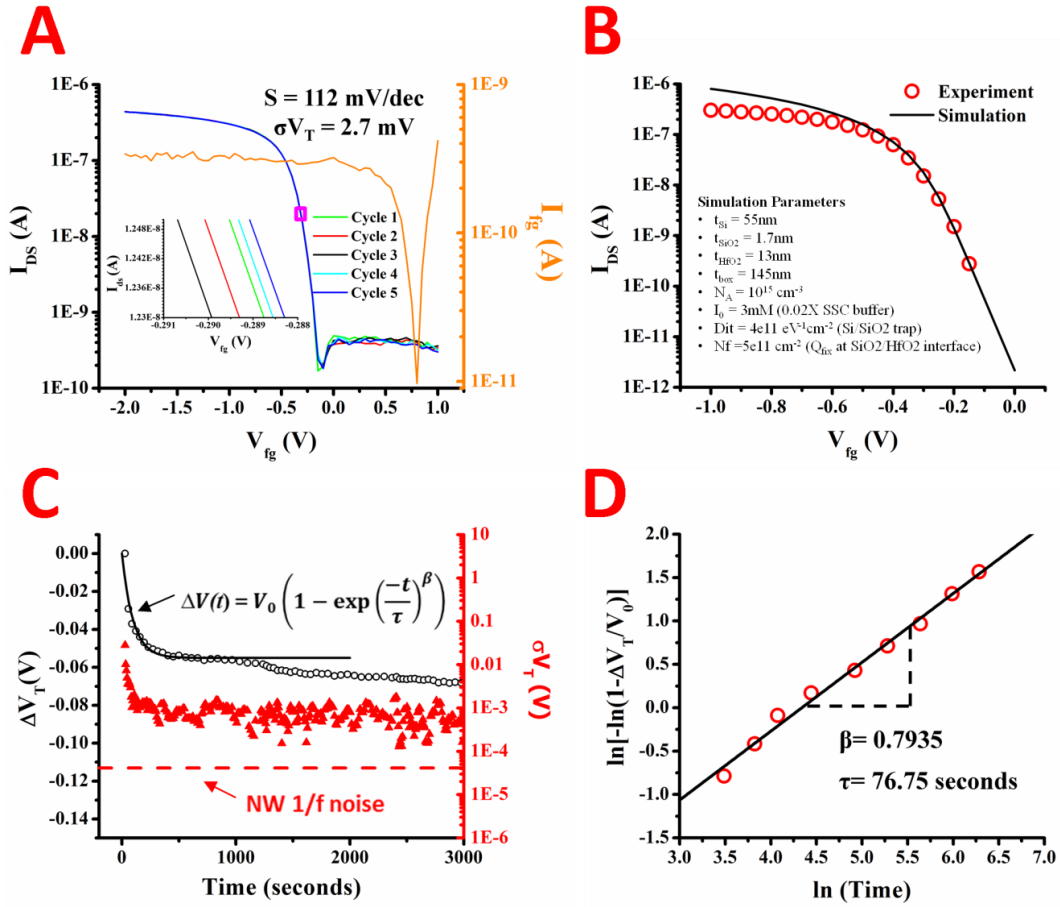 A
S = 112 mV/dec
σV_T = 2.7 mV
1E-6
1E-7
1E-8
1E-9
1E-10
I_DS (A)
-2.0 -1.5 -1.0 -0.5 0.0 0.5 1.0
V_fg (V)
1E-9
1E-10
1E-11
I_fg (A)
Cycle 1
Cycle 2
Cycle 3
Cycle 4
Cycle 5
1.248E-8
1.242E-8
1.236E-8
1.23E-8
I_ds (A)
-0.291 -0.290 -0.289 -0.288
V_fg (V)
B
1E-6
1E-7
1E-8
1E-9
1E-10
1E-11
1E-12
I_DS (A)
Experiment
Simulation
Simulation Parameters
• t_Si = 55nm
• t_SiO2 = 1.7nm
• t_HfO2 = 13nm
• t_box = 145nm
• N_A = 10^15 cm^-3
• I_0 = 3mM (0.02X SSC buffer)
• Dit = 4e11 eV^-1cm^-2 (Si/SiO2 trap)
• Nf =5e11 cm^-2 (Q_fix at SiO2/HfO2 interface)
-1.0 -0.8 -0.6 -0.4 -0.2 0.0
V_fg (V)
C
0.00
-0.02
-0.04
-0.06
-0.08
-0.10
-0.12
-0.14
ΔV_T(V)
ΔV(t) = V_0 (1 − exp(−t/τ)^β)
10
1
0.1
0.01
1E-3
1E-4
1E-5
1E-6
σV_T (V)
NW 1/f noise
0 1000 2000 3000
Time (seconds)
D
2.0
1.5
1.0
0.5
0.0
-0.5
-1.0
-1.5
ln[-ln(1-ΔV_T/V_0)]
β= 0.7935
τ= 76.75 seconds
3.0 3.5 4.0 4.5 5.0 5.5 6.0 6.5 7.0
ln (Time)